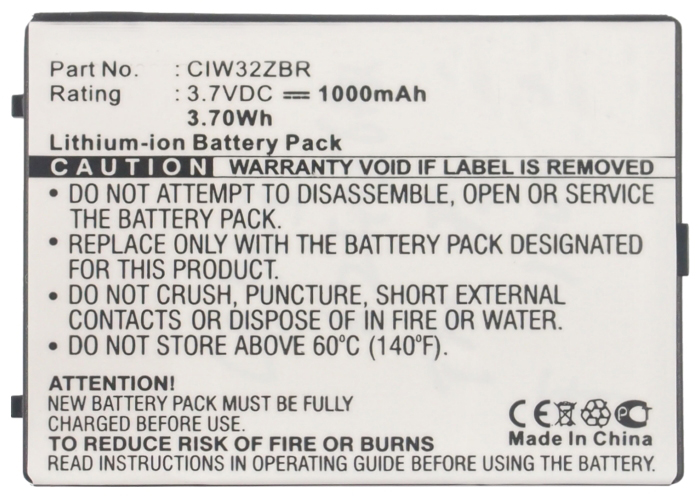 Part No. : CIW32ZBR
Rating : 3.7VDC ⎓ 1000mAh
3.70Wh
Lithium-ion Battery Pack
CAUTION WARRANTY VOID IF LABEL IS REMOVED
• DO NOT ATTEMPT TO DISASSEMBLE, OPEN OR SERVICE
THE BATTERY PACK.
• REPLACE ONLY WITH THE BATTERY PACK DESIGNATED
FOR THIS PRODUCT.
• DO NOT CRUSH, PUNCTURE, SHORT EXTERNAL
CONTACTS OR DISPOSE OF IN FIRE OR WATER.
• DO NOT STORE ABOVE 60°C (140°F).
ATTENTION!
NEW BATTERY PACK MUST BE FULLY
CHARGED BEFORE USE.
CE PCT
Made In China
TO REDUCE RISK OF FIRE OR BURNS
READ INSTRUCTIONS IN OPERATING GUIDE BEFORE USING THE BATTERY.